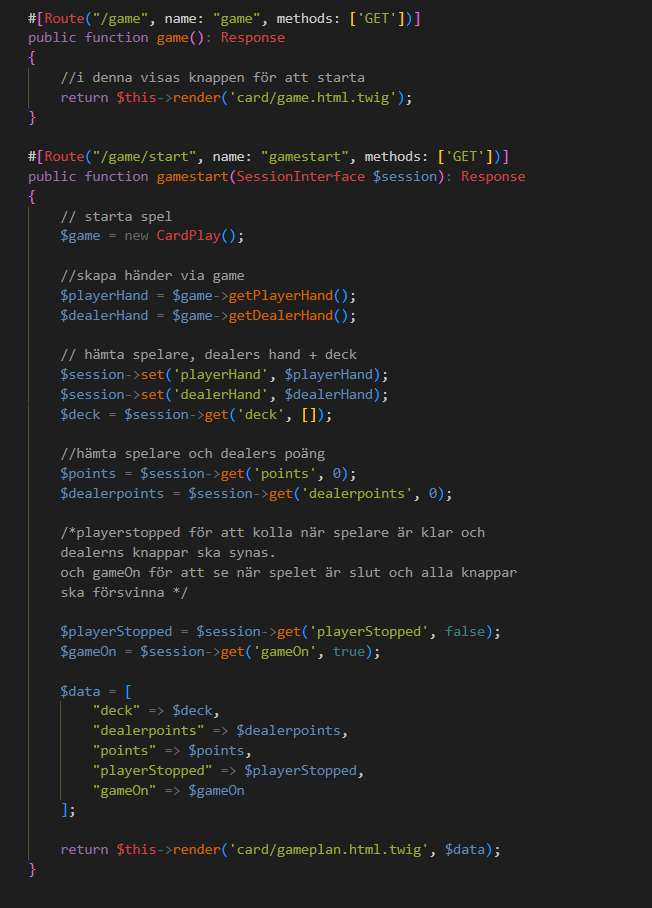 #[Route("/game", name: "game", methods: ['GET'])]
public function game(): Response
{
//i denna visas knappen för att starta
return $this->render('card/game.html.twig');
}
#[Route("/game/start", name: "gamestart", methods: ['GET'])]
public function gamestart(SessionInterface $session): Response
{
// starta spel
$game = new CardPlay();
//skapa händer via game
$playerHand = $game->getPlayerHand();
$dealerHand = $game->getDealerHand();
// hämta spelare, dealers hand + deck
$session->set('playerHand', $playerHand);
$session->set('dealerHand', $dealerHand);
$deck = $session->get('deck', []);
//hämta spelare och dealers poäng
$points = $session->get('points', 0);
$dealerpoints = $session->get('dealerpoints', 0);
/*playerstopped för att kolla när spelare är klar och
dealerns knappar ska synas.
och gameOn för att se när spelet är slut och alla knappar
ska försvinna */
$playerStopped = $session->get('playerStopped', false);
$gameOn = $session->get('gameOn', true);
$data = [
"deck" => $deck,
"dealerpoints" => $dealerpoints,
"points" => $points,
"playerStopped" => $playerStopped,
"gameOn" => $gameOn
];
return $this->render('card/gameplan.html.twig', $data);
}